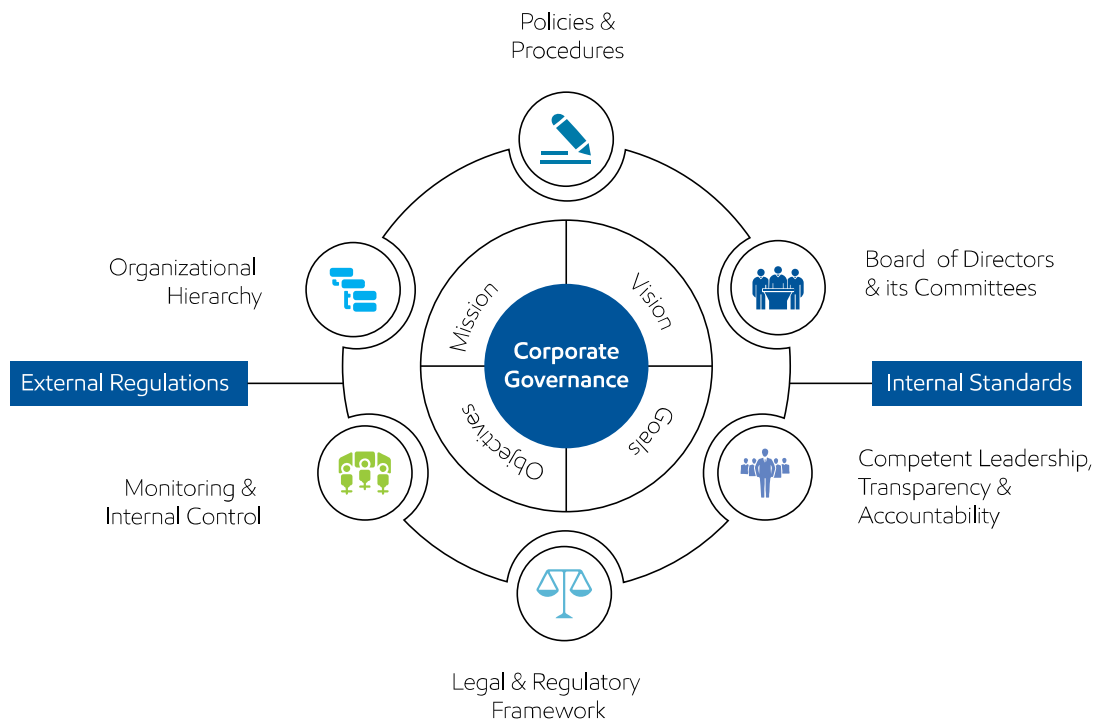 Policies &
Procedures
Organizational
Hierarchy
Board of Directors
& its Committees
Mission
Vision
Corporate
Governance
External Regulations
Internal Standards
Objectives
Goals
Monitoring &
Internal Control
Competent Leadership,
Transparency &
Accountability
Legal & Regulatory
Framework